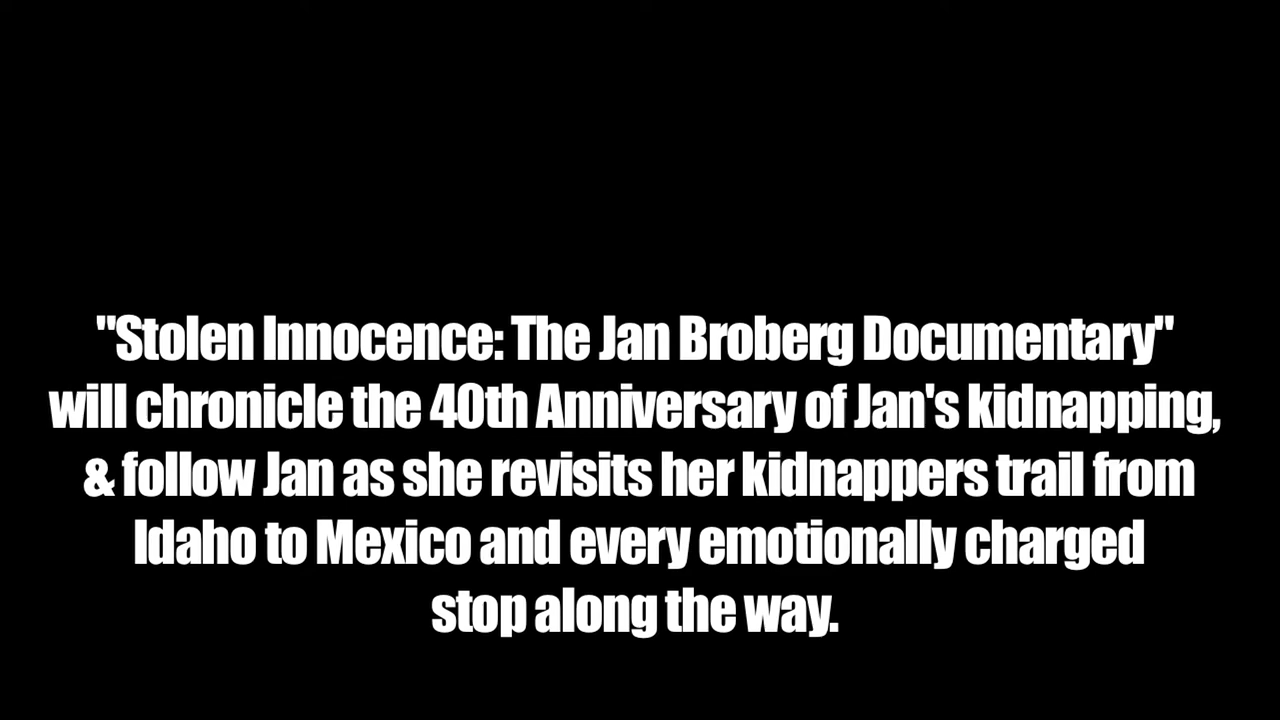 "Stolen Innocence: The Jan Broberg Documentary"
will chronicle the 40th Anniversary of Jan's kidnapping,
& follow Jan as she revisits her kidnappers trail from
Idaho to Mexico and every emotionally charged
stop along the way.